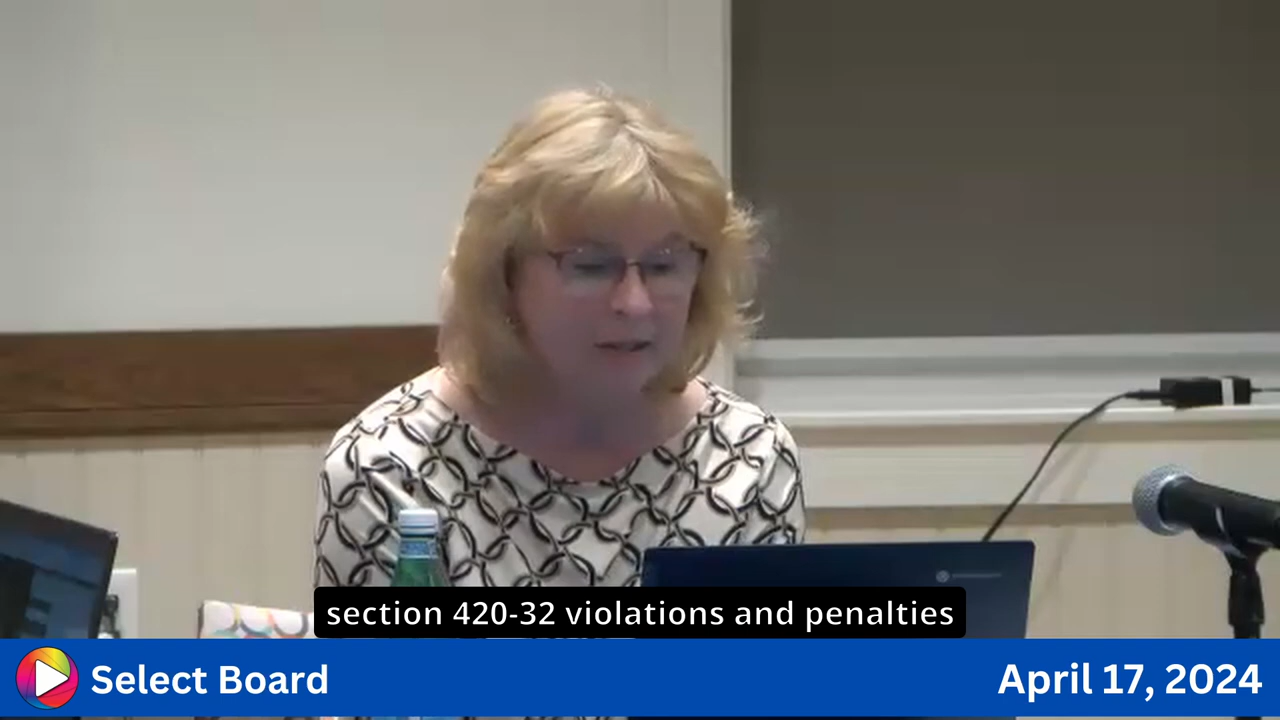 section 420-32 violations and penalties
Select Board
April 17, 2024